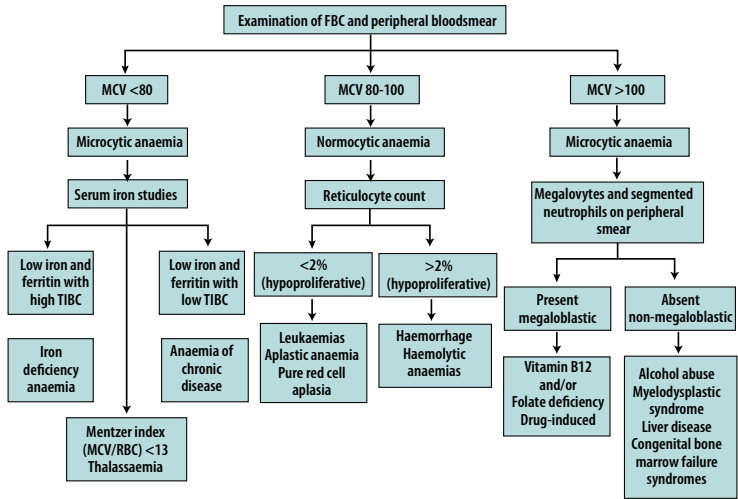 Examination of FBC and peripheral bloodsmear
MCV <80
MCV 80-100
MCV >100
Microcytic anaemia
Normocytic anaemia
Microcytic anaemia
Serum iron studies
Reticulocyte count
Megalovytes and segmented
neutrophils on peripheral
smear
Low iron and
ferritin with
high TIBC
Low iron and
ferritin with
low TIBC
<2%
(hypoproliferative)
>2%
(hypoproliferative)
Present
megaloblastic
Absent
non-megaloblastic
Iron
deficiency
anaemia
Anaemia of
chronic
disease
Leukaemias
Aplastic anaemia
Pure red cell
aplasia
Haemorrhage
Haemolytic
anaemias
Vitamin B12
and/or
Folate deficiency
Drug-induced
Alcohol abuse
Myelodysplastic
syndrome
Liver disease
Congenital bone
marrow failure
syndromes
Mentzer index
(MCV/RBC) <13
Thalassaemia